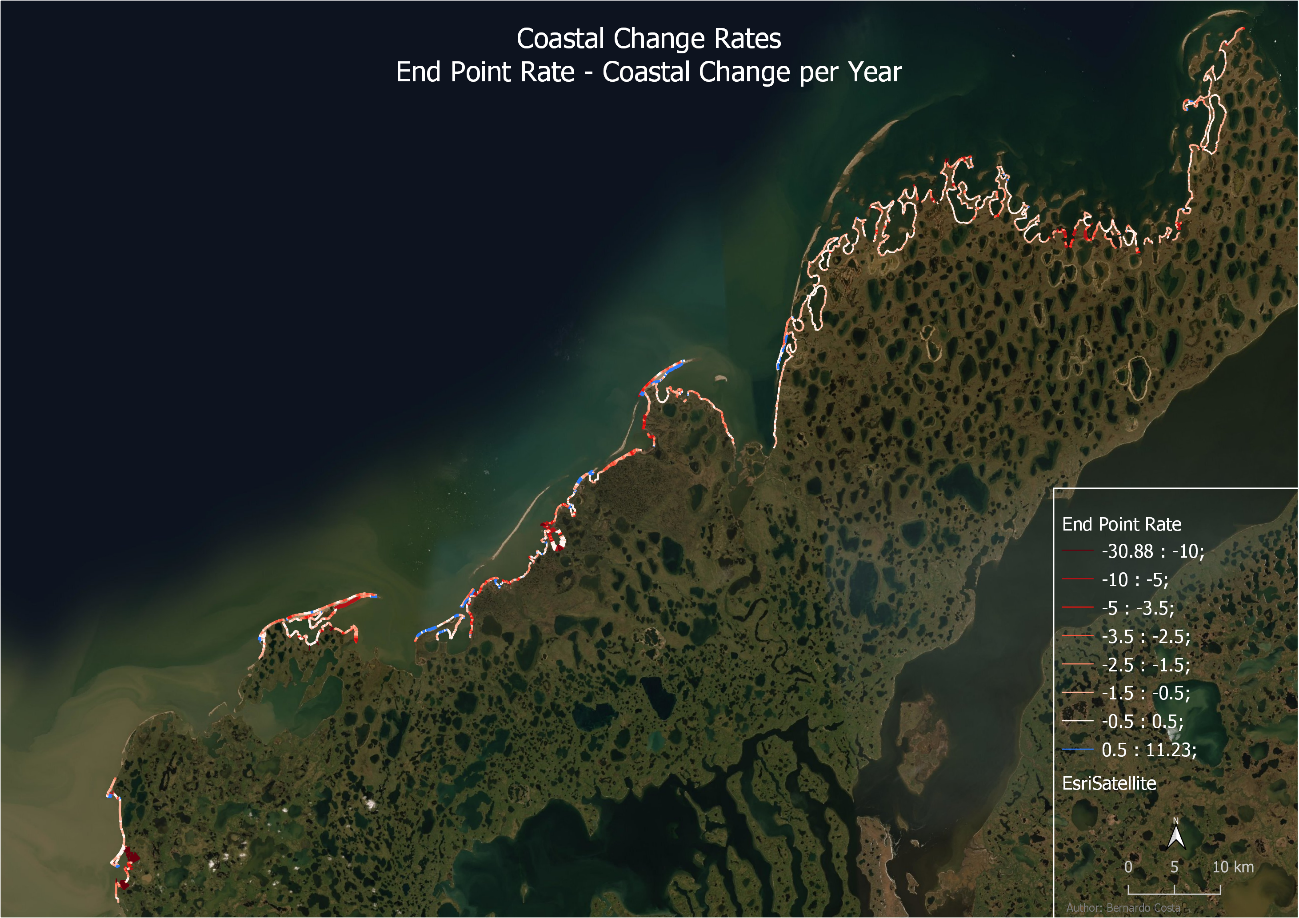 Coastal Change Rates
End Point Rate - Coastal Change per Year
End Point Rate
-30.88 : -10;
-10 : -5;
-5 : -3.5;
-3.5 : -2.5;
-2.5 : -1.5;
-1.5 : -0.5;
-0.5 : 0.5;
0.5 : 11.23;
EsriSatellite
N
0 5 10 km
Author: Bernardo Costa